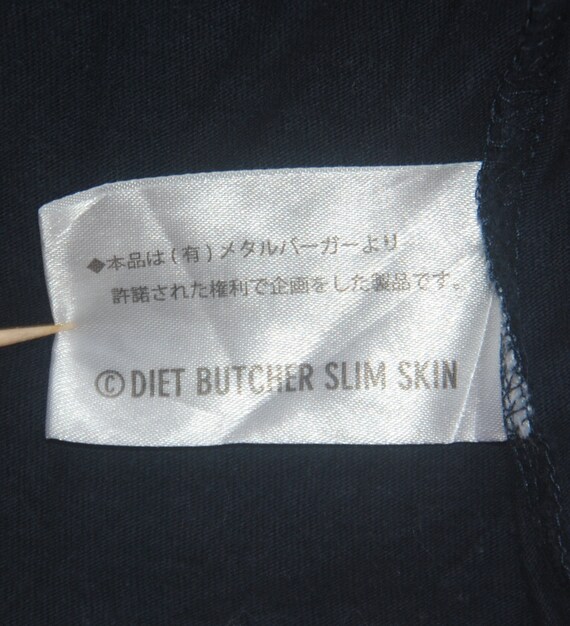 ◆本品は(有)メタルバーガーより
許諾された権利で企画をした製品です。
©DIET BUTCHER SLIM SKIN